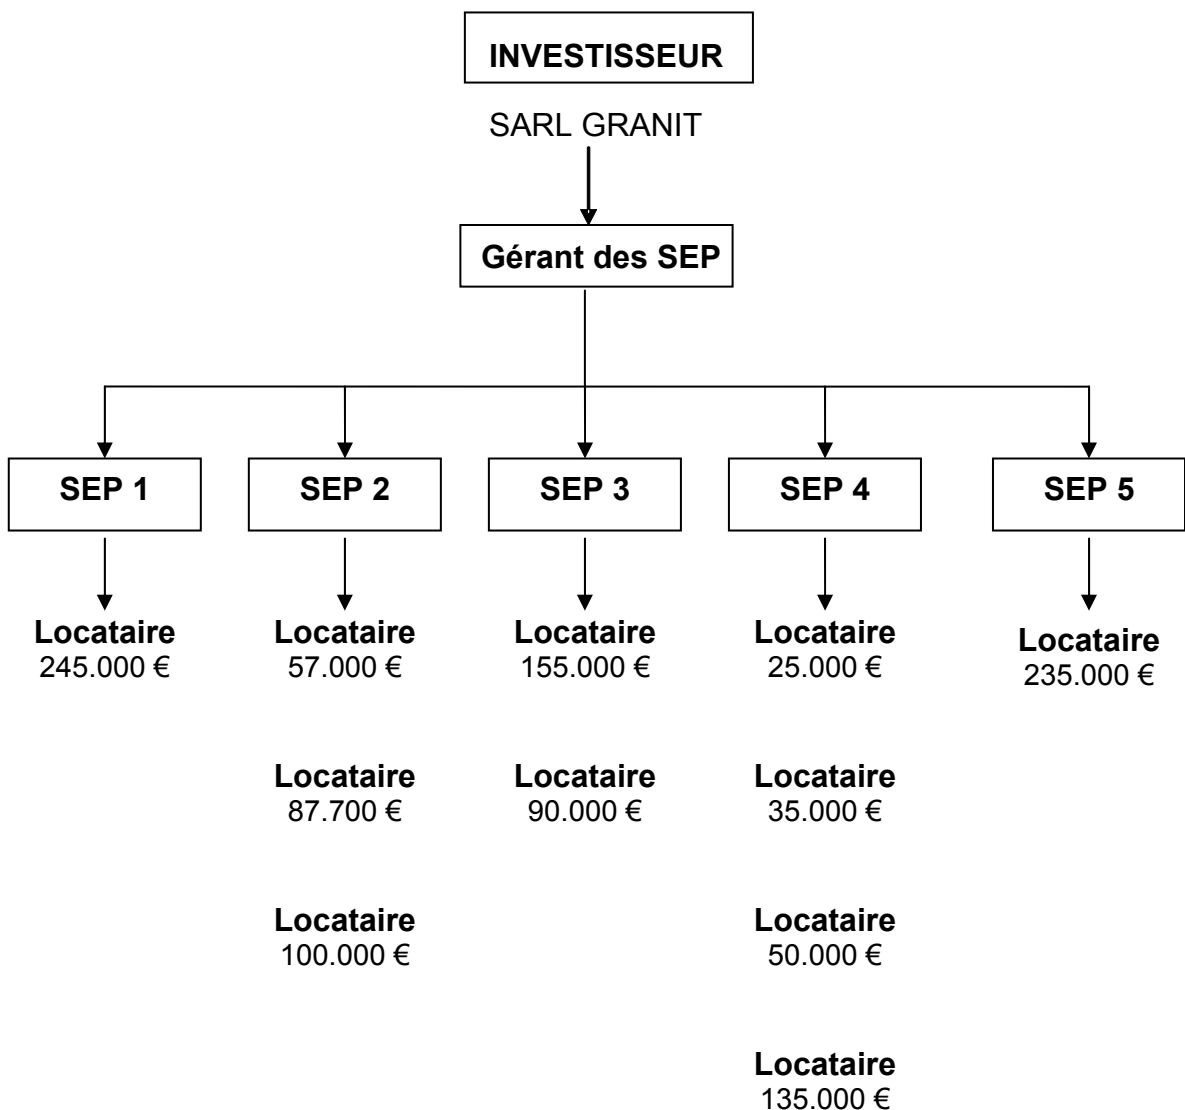 INVESTISSEUR
SARL GRANIT
Gérant des SEP
SEP 1
SEP 2
SEP 3
SEP 4
SEP 5
Locataire
245.000 €
Locataire
57.000 €
Locataire
155.000 €
Locataire
25.000 €
Locataire
235.000 €
Locataire
87.700 €
Locataire
90.000 €
Locataire
35.000 €
Locataire
100.000 €
Locataire
50.000 €
Locataire
135.000 €